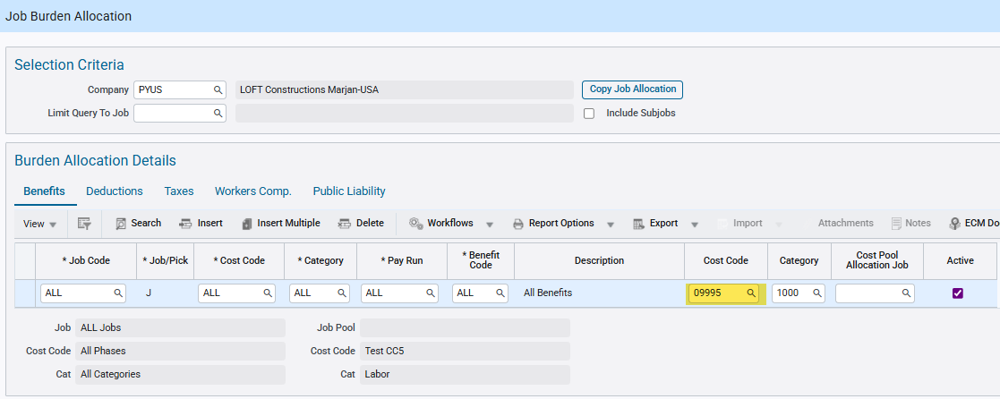 Job Burden Allocation
Selection Criteria
Company PYUS LOFT Constructions Marjan-USA Copy Job Allocation
Limit Query To Job Include Subjobs
Burden Allocation Details
Benefits Deductions Taxes Workers Comp. Public Liability
View Search Insert Insert Multiple Delete Workflows Report Options Export Import Attachments Notes ECM Do
* Job Code * Job/Pick * Cost Code * Category * Pay Run * Benefit Code Description Cost Code Category Cost Pool Allocation Job Active
ALL J ALL ALL ALL ALL All Benefits 09995 1000
Job ALL Jobs Job Pool
Cost Code All Phases Cost Code Test CC5
Cat All Categories Cat Labor